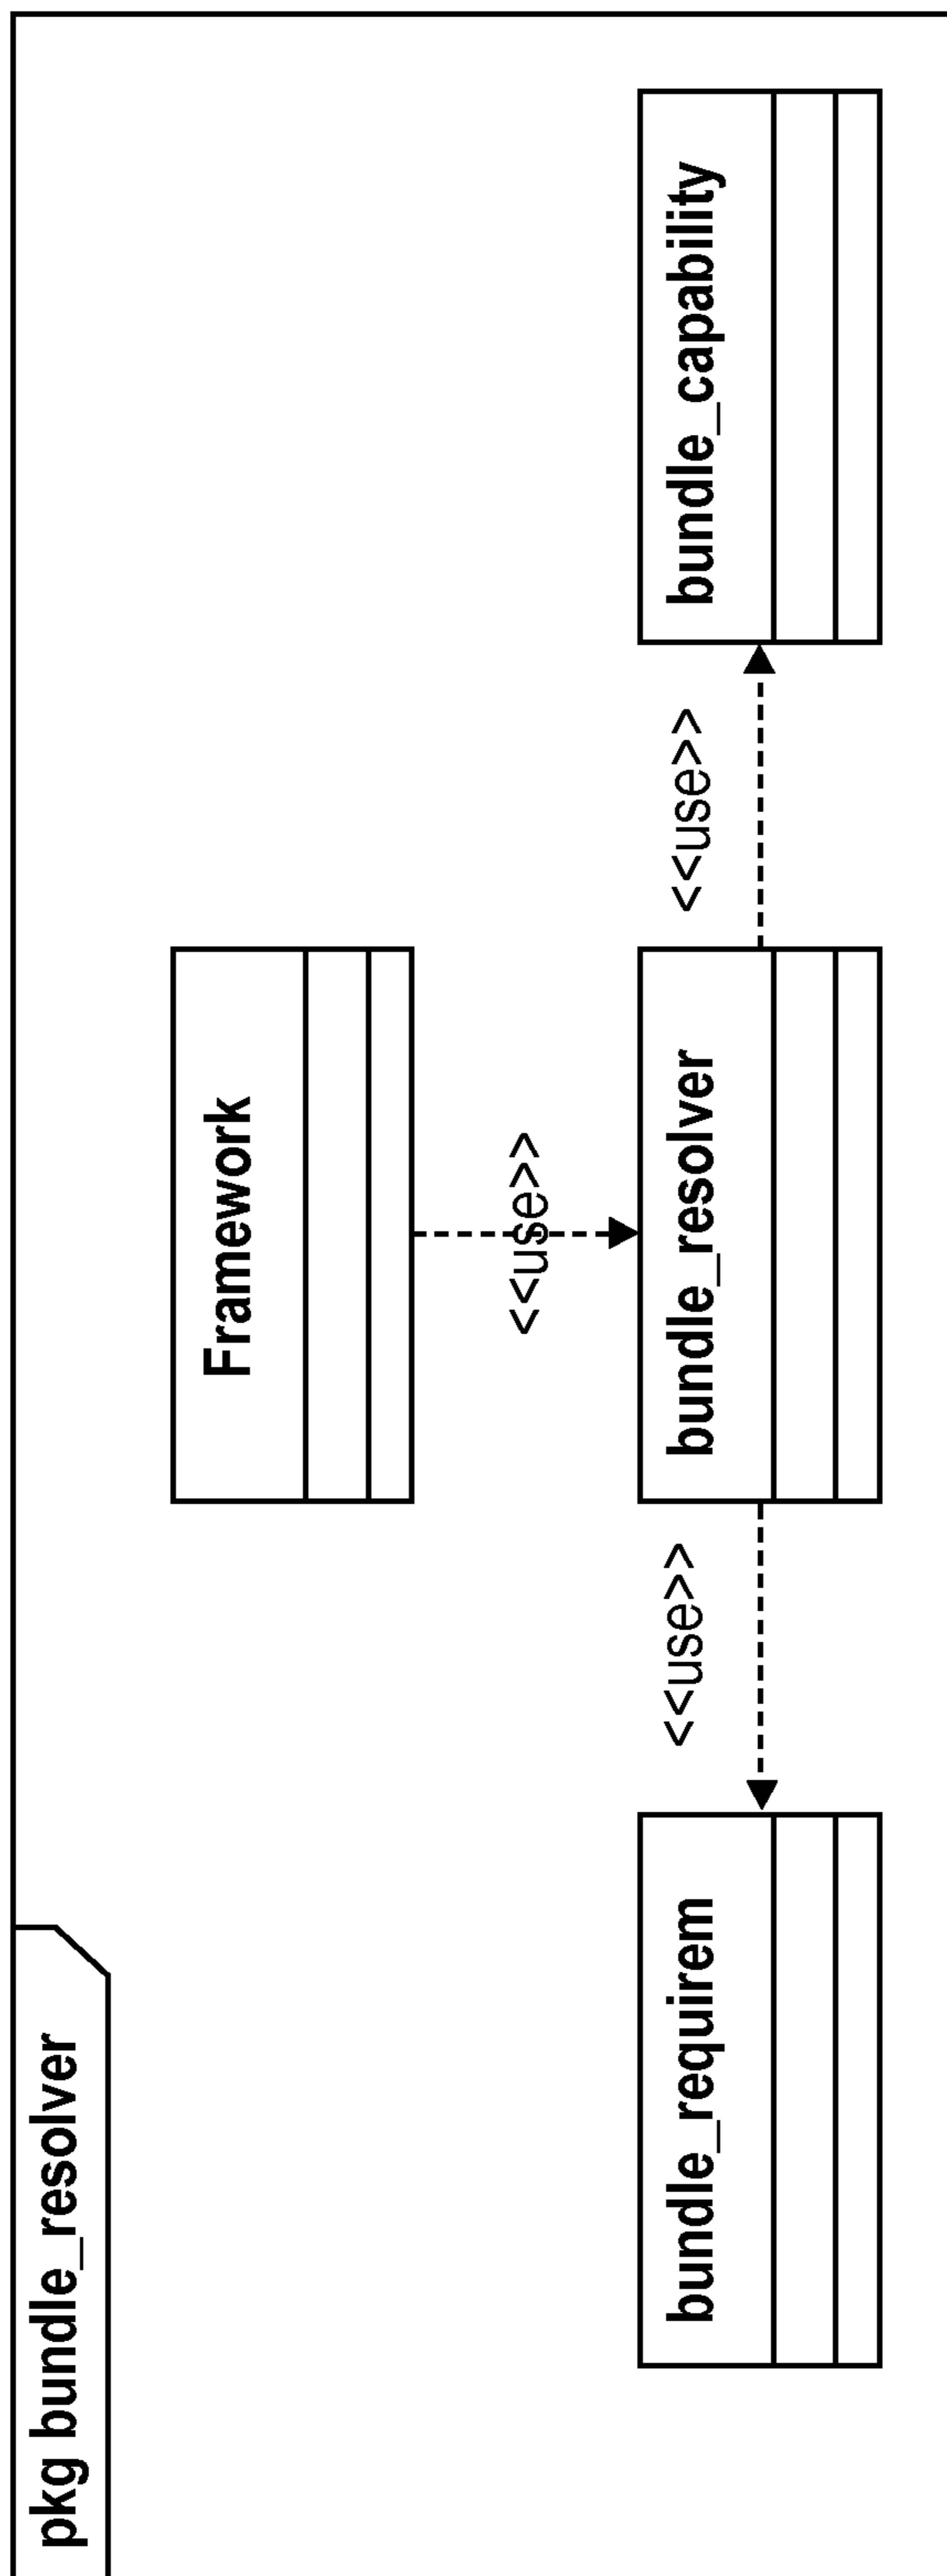 pkg bundle_resolver
Framework
<<use>>
bundle_requirem
<<use>>
bundle_resolver
<<use>>
bundle_capability